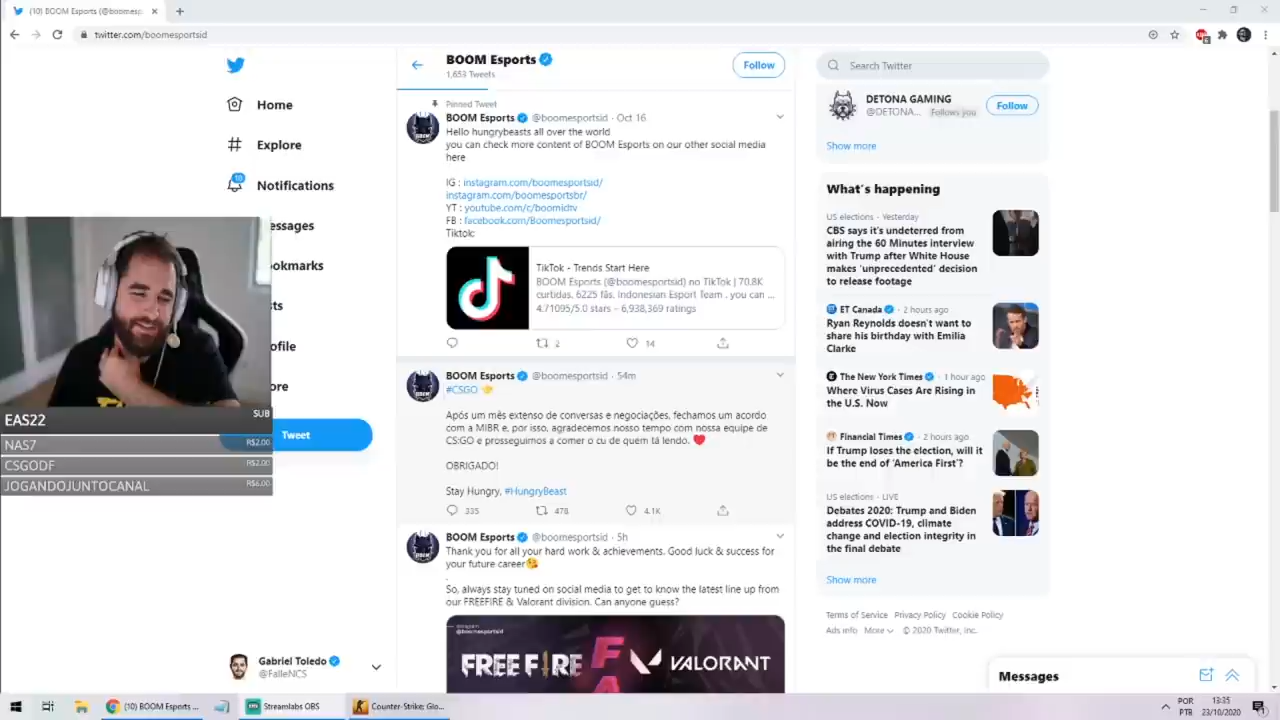 (10) BOOM Esports (@boomesp
twitter.com/boomesportsid
BOOM Esports
1,653 Tweets
Follow
Search Twitter
Home
Explore
10
Notifications
essages
okmarks
sts
ofile
ore
Tweet
EAS22 SUB
NAS7 R$2.00
CSGODF R$2.00
JOGANDOJUNTOCANAL R$6.00
Gabriel Toledo
@FalleNCS
Pinned Tweet
BOOM Esports @boomesportsid · Oct 16
Hello hungrybeasts all over the world
you can check more content of BOOM Esports on our other social media
here
IG : instagram.com/boomesportsid/
instagram.com/boomesportsbr/
YT : youtube.com/c/boomidtv
FB : facebook.com/Boomesportsid/
Tiktok:
TikTok - Trends Start Here
BOOM Esports (@boomesportsid) no TikTok | 70.8K
curtidas, 6225 fãs. Indonesian Esport Team . you can ...
4.71095/5.0 stars - 6,938,369 ratings
2 14
BOOM Esports @boomesportsid · 54m
#CSGO
Após um mês extenso de conversas e negociações, fechamos um acordo
com a MIBR e, por isso, agradecemos nosso tempo com nossa equipe de
CS:GO e prosseguimos a comer o cu de quem tá lendo.
OBRIGADO!
Stay Hungry, #HungryBeast
335 478 4.1K
BOOM Esports @boomesportsid · 5h
Thank you for all your hard work & achievements. Good luck & success for
your future career
.
So, always stay tuned on social media to get to know the latest line up from
our FREEFIRE & Valorant division. Can anyone guess?
@boomesportsid
FREE FIRE FA VALORANT
DETONA GAMING
@DETONA... Follows you
Follow
Show more
What's happening
US elections · Yesterday
CBS says it's undeterred from
airing the 60 Minutes interview
with Trump after White House
makes 'unprecedented' decision
to release footage
ET Canada · 2 hours ago
Ryan Reynolds doesn't want to
share his birthday with Emilia
Clarke
The New York Times · 1 hour ago
Where Virus Cases Are Rising in
the U.S. Now
Financial Times · 2 hours ago
If Trump loses the election, will it
be the end of 'America First'?
US elections · LIVE
Debates 2020: Trump and Biden
address COVID-19, climate
change and election integrity in
the final debate
Show more
Terms of Service Privacy Policy Cookie Policy
Ads info More © 2020 Twitter, Inc.
Messages
(10) BOOM Esports ...
Streamlabs OBS
Counter-Strike: Glo...
POR
PTB
13:35
23/10/2020